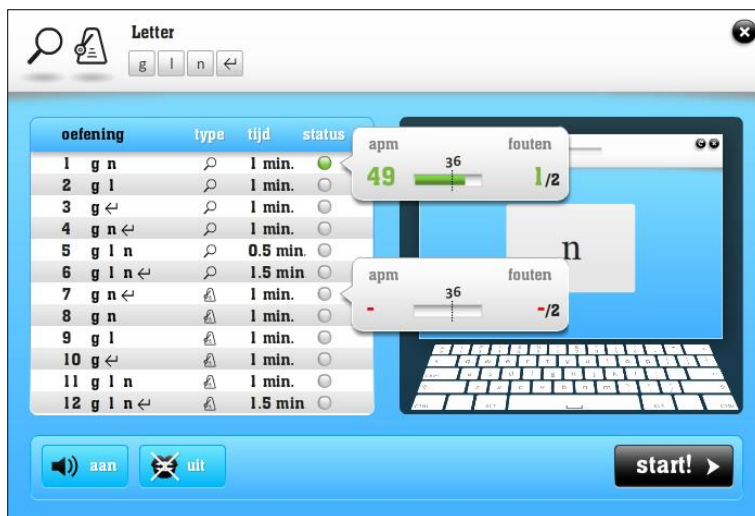 Letter
g l n ↵
oefening type tijd status
1 g n 1 min.
2 g l 1 min.
3 g ↵ 1 min.
4 g n ↵ 1 min.
5 g l n 0.5 min.
6 g l n ↵ 1.5 min
7 g n ↵ 1 min.
8 g n 1 min.
9 g l 1 min.
10 g ↵ 1 min.
11 g l n 1 min.
12 g l n ↵ 1.5 min
apm fouten
49 36 1/2
n
apm fouten
- 36 -/2
aan
uit
start!